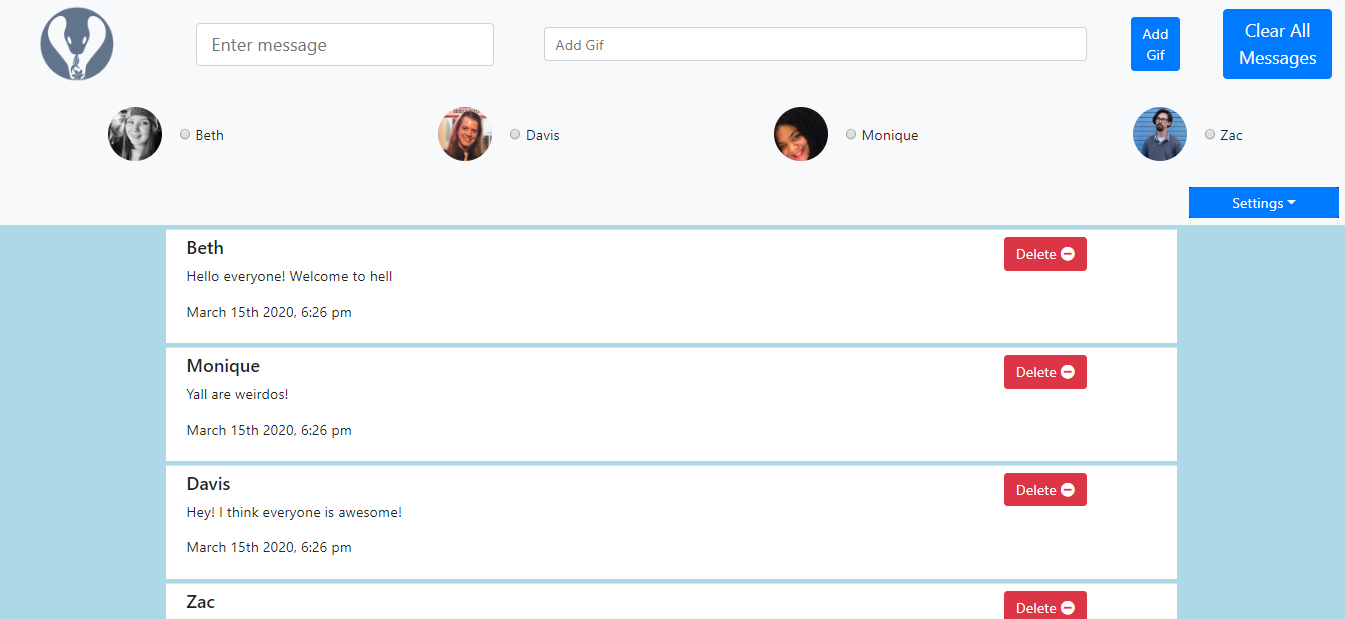 Enter message
Add Gif
Add
Gif
Clear All
Messages
Beth
Davis
Monique
Zac
Settings
Beth
Delete
Hello everyone! Welcome to hell
March 15th 2020, 6:26 pm
Monique
Delete
Yall are weirdos!
March 15th 2020, 6:26 pm
Davis
Delete
Hey! I think everyone is awesome!
March 15th 2020, 6:26 pm
Zac
Delete